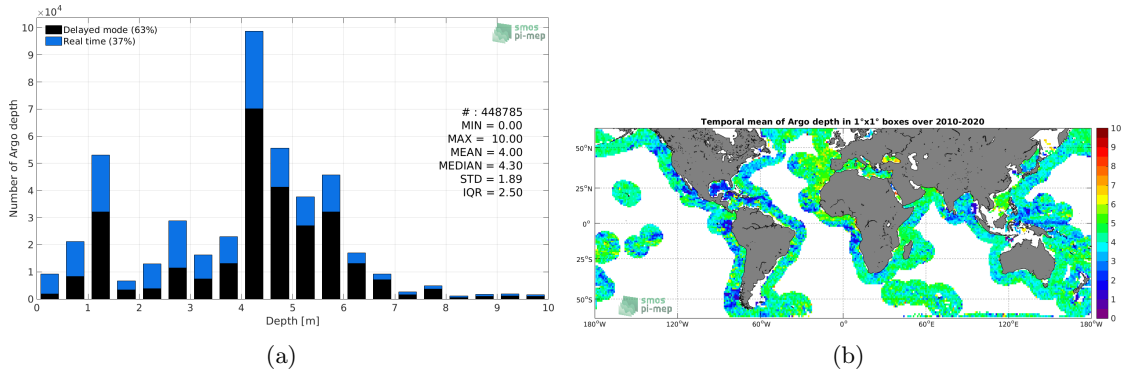 ×10⁴
Delayed mode (63%)
Real time (37%)
smos
pi-mep
# : 448785
MIN = 0.00
MAX = 10.00
MEAN = 4.00
MEDIAN = 4.30
STD = 1.89
IQR = 2.50
Number of Argo depth
10
9
8
7
6
5
4
3
2
1
0
0 1 2 3 4 5 6 7 8 9 10
Depth [m]
(a)
Temporal mean of Argo depth in 1°x1° boxes over 2010-2020
50°N
25°N
0°
25°S
50°S
smos
pi-mep
180°W 120°W 60°W 0° 60°E 120°E 180°W
10
9
8
7
6
5
4
3
2
1
0
(b)